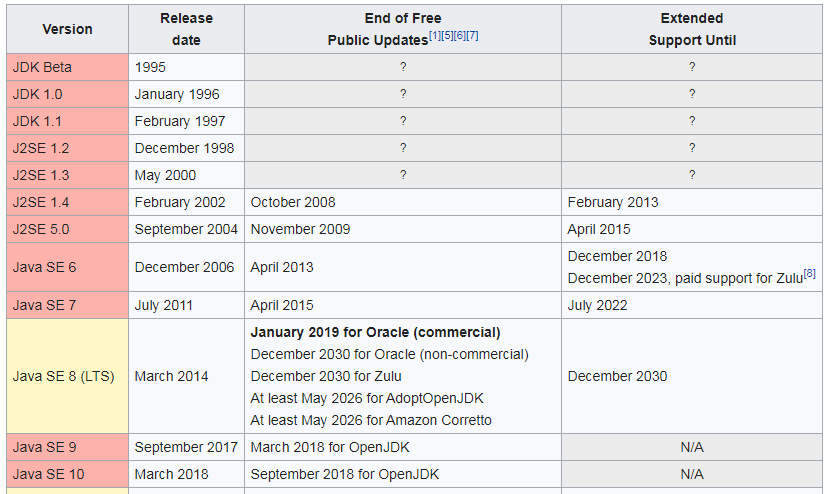 Version Release date End of Free Public Updates[1][5][6][7] Extended Support Until
JDK Beta 1995 ? ?
JDK 1.0 January 1996 ? ?
JDK 1.1 February 1997 ? ?
J2SE 1.2 December 1998 ? ?
J2SE 1.3 May 2000 ? ?
J2SE 1.4 February 2002 October 2008 February 2013
J2SE 5.0 September 2004 November 2009 April 2015
Java SE 6 December 2006 April 2013 December 2018
December 2023, paid support for Zulu[8]
Java SE 7 July 2011 April 2015 July 2022
Java SE 8 (LTS) March 2014 January 2019 for Oracle (commercial)
December 2030 for Oracle (non-commercial)
December 2030 for Zulu
At least May 2026 for AdoptOpenJDK
At least May 2026 for Amazon Corretto
December 2030
Java SE 9 September 2017 March 2018 for OpenJDK N/A
Java SE 10 March 2018 September 2018 for OpenJDK N/A